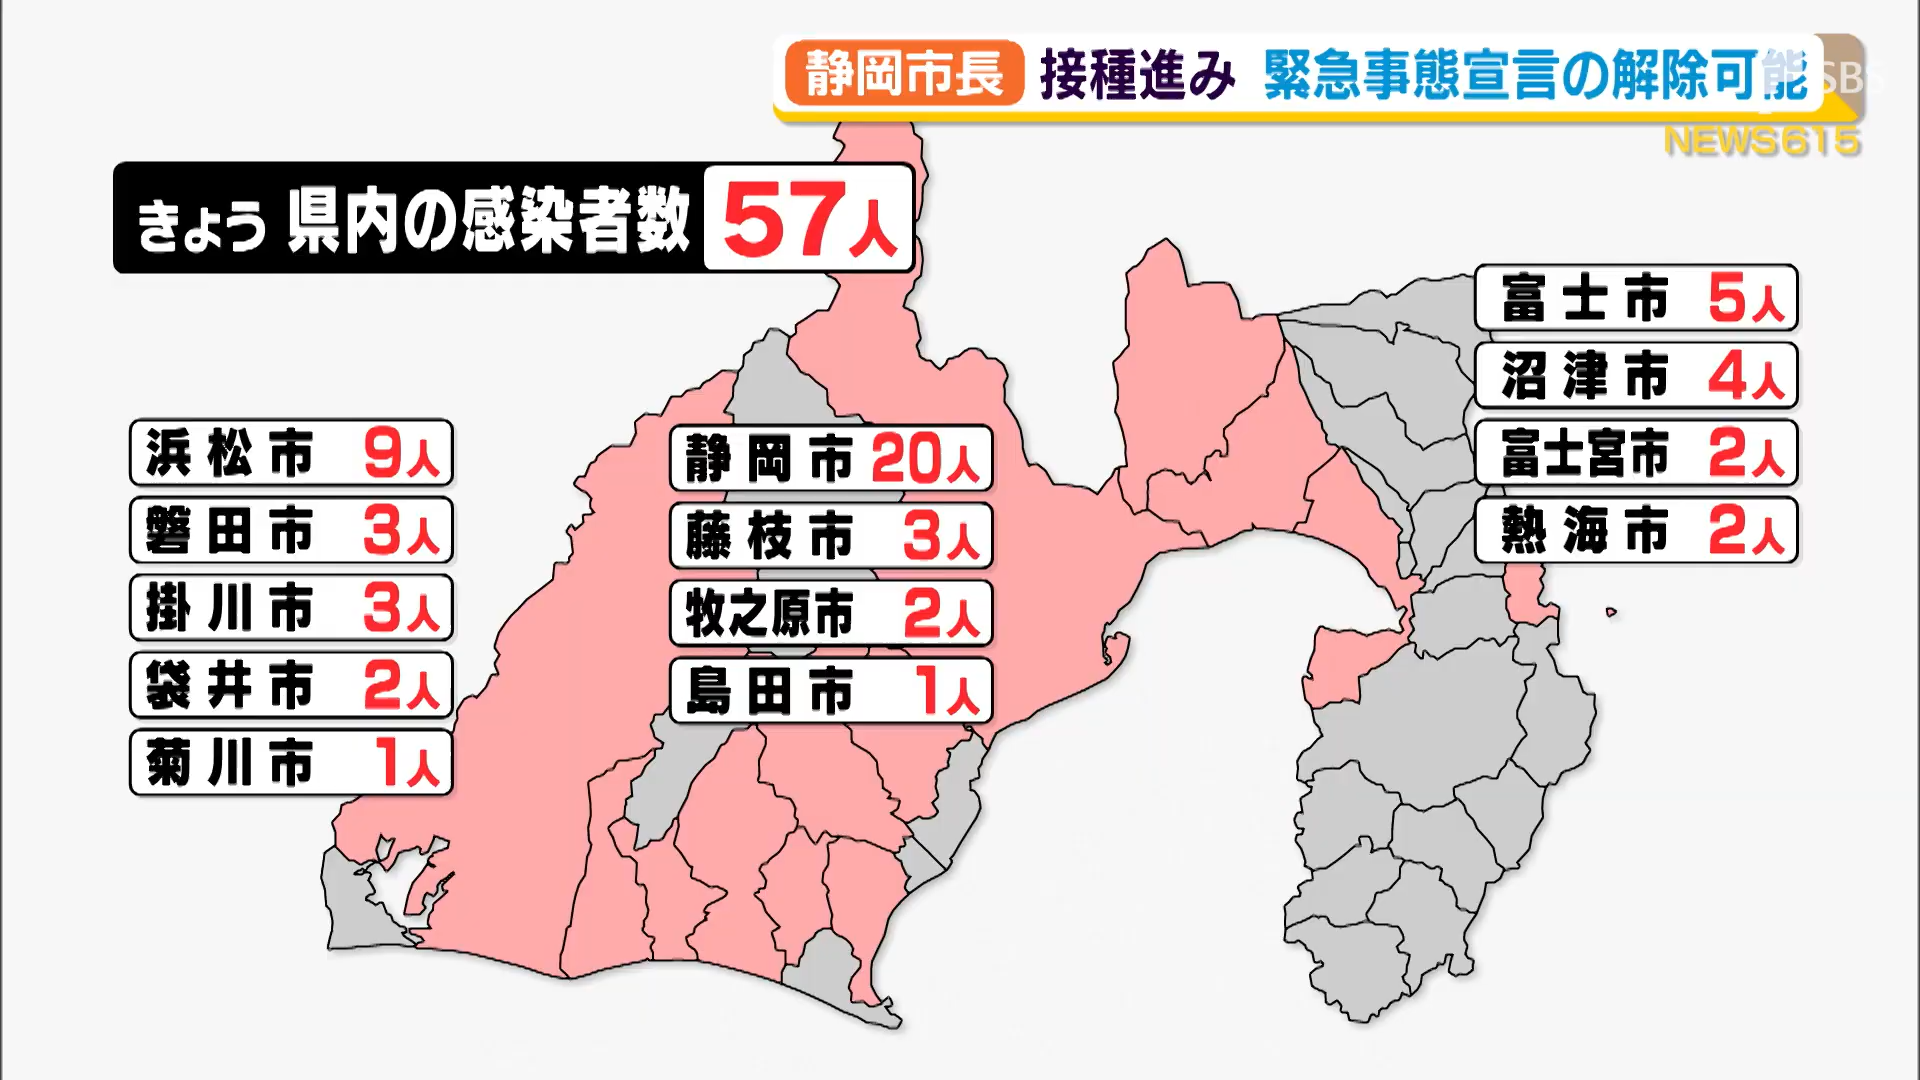 静岡市長 接種進み 緊急事態宣言の解除可能
SBS
NEWS615
きょう 県内の感染者数 57人
浜松市 9人
磐田市 3人
掛川市 3人
袋井市 2人
菊川市 1人
静岡市 20人
藤枝市 3人
牧之原市 2人
島田市 1人
富士市 5人
沼津市 4人
富士宮市 2人
熱海市 2人